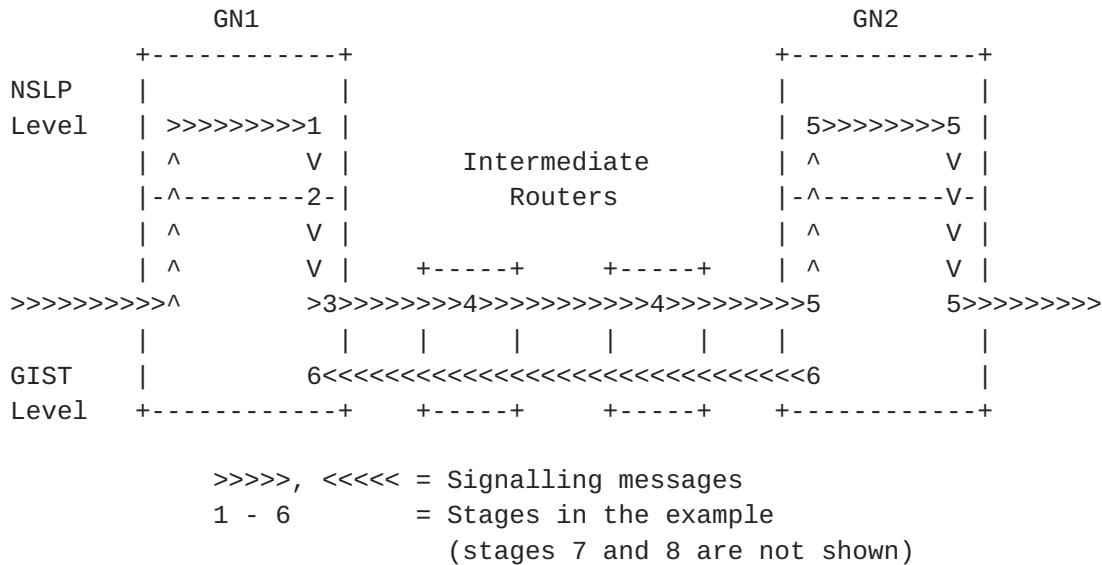 GN1                                     GN2
           +------------+                           +------------+
NSLP       |            |                           |            |
Level      | >>>>>>>>>1 |                           | 5>>>>>>>>5 |
           | ^        V |       Intermediate        | ^        V |
           |-^--------2-|          Routers          |-^--------V-|
           | ^        V |                           | ^        V |
           | ^        V |    +-----+     +-----+    | ^        V |
>>>>>>>>>>^        >3>>>>>>>>4>>>>>>>>>>>4>>>>>>>>>5        5>>>>>>>>>
           |            |    |     |     |     |    |            |
GIST       |          6<<<<<<<<<<<<<<<<<<<<<<<<<<<<<<<6          |
Level      +------------+    +-----+     +-----+    +------------+
>>>>>, <<<<< = Signalling messages
1 - 6        = Stages in the example
               (stages 7 and 8 are not shown)